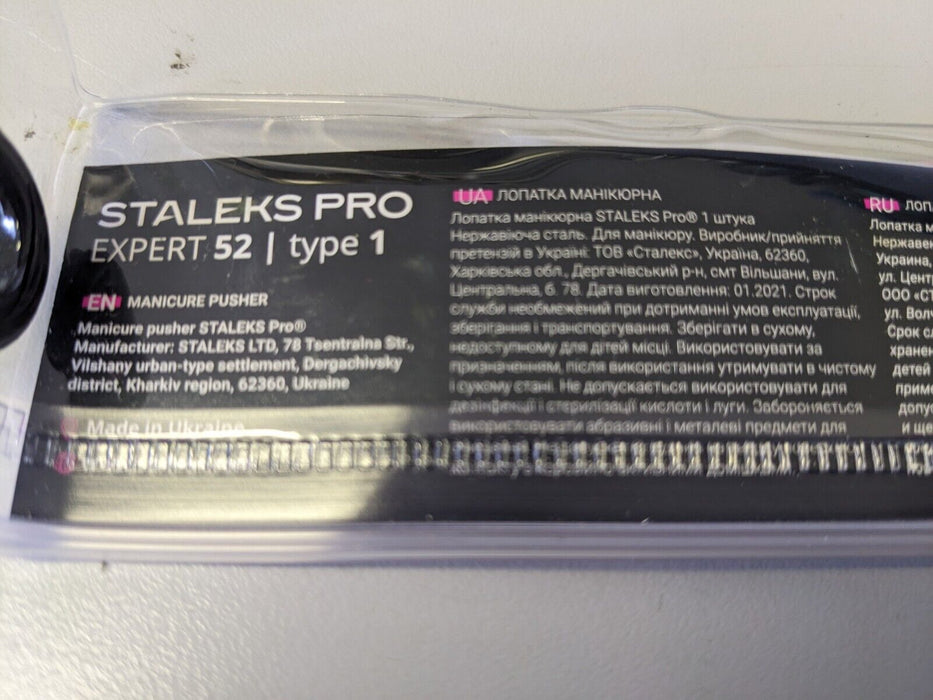 STALEKS PRO
EXPERT 52 | type 1
EN MANICURE PUSHER
Manicure pusher STALEKS Pro®
Manufacturer: STALEKS LTD, 78 Tsentralna Str.,
Vilshany urban-type settlement, Dergachivsky
district, Kharkiv region, 62360, Ukraine
Made in Ukraine
UA ЛОПАТКА МАНІКЮРНА
Лопатка манікюрна STALEKS Pro® 1 штука
Нержавіюча сталь. Для манікюру. Виробник/прийняття
претензій в Україні: ТОВ «Сталекс», Україна, 62360,
Харківська обл., Дергачівський р-н, смт Вільшани, вул.
Центральна, б. 78. Дата виготовлення: 01.2021. Строк
служби необмежений при дотриманні умов експлуатації,
зберігання і транспортування. Зберігати в сухому,
недоступному для дітей місці. Використовувати за
призначенням, після використання утримувати в чистому
і сухому стані. Не допускається використовувати для
дезінфекції і стерилізації кислоти і луги. Забороняється
використовувати абразивні і металеві предмети для
RU ЛОП
Лопатка м
Нержавею
Украина,
ул. Цент
ООО «СТ
ул. Волч
Срок сл
хранен
детей
приме
допус
и ще